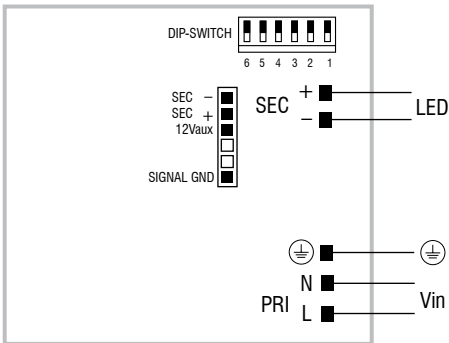 DIP-SWITCH
6 5 4 3 2 1
SEC –
SEC +
12Vaux
SIGNAL GND
SEC
+
–
LED
N
PRI
L
Vin